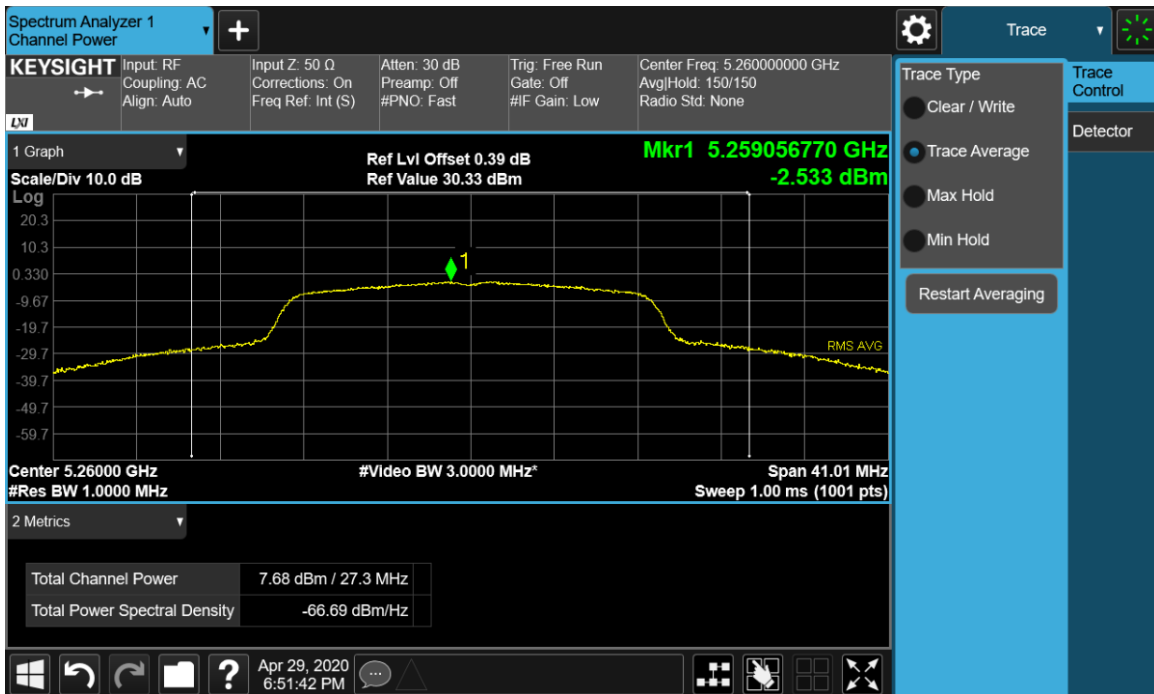 Spectrum Analyzer 1
Channel Power
+
Trace
KEYSIGHT
LXI
Input: RF
Coupling: AC
Align: Auto
Input Z: 50 Ω
Corrections: On
Freq Ref: Int (S)
Atten: 30 dB
Preamp: Off
#PNO: Fast
Trig: Free Run
Gate: Off
#IF Gain: Low
Center Freq: 5.260000000 GHz
Avg|Hold: 150/150
Radio Std: None
Trace Type
Clear / Write
Trace Average
Max Hold
Min Hold
Restart Averaging
Trace
Control
Detector
1 Graph
Scale/Div 10.0 dB
Ref Lvl Offset 0.39 dB
Ref Value 30.33 dBm
Mkr1 5.259056770 GHz
-2.533 dBm
Log
20.3
10.3
0.330
-9.67
-19.7
-29.7
-39.7
-49.7
-59.7
1
RMS AVG
Center 5.26000 GHz
#Video BW 3.0000 MHz*
Span 41.01 MHz
#Res BW 1.0000 MHz
Sweep 1.00 ms (1001 pts)
2 Metrics
Total Channel Power 7.68 dBm / 27.3 MHz
Total Power Spectral Density -66.69 dBm/Hz
?
Apr 29, 2020
6:51:42 PM